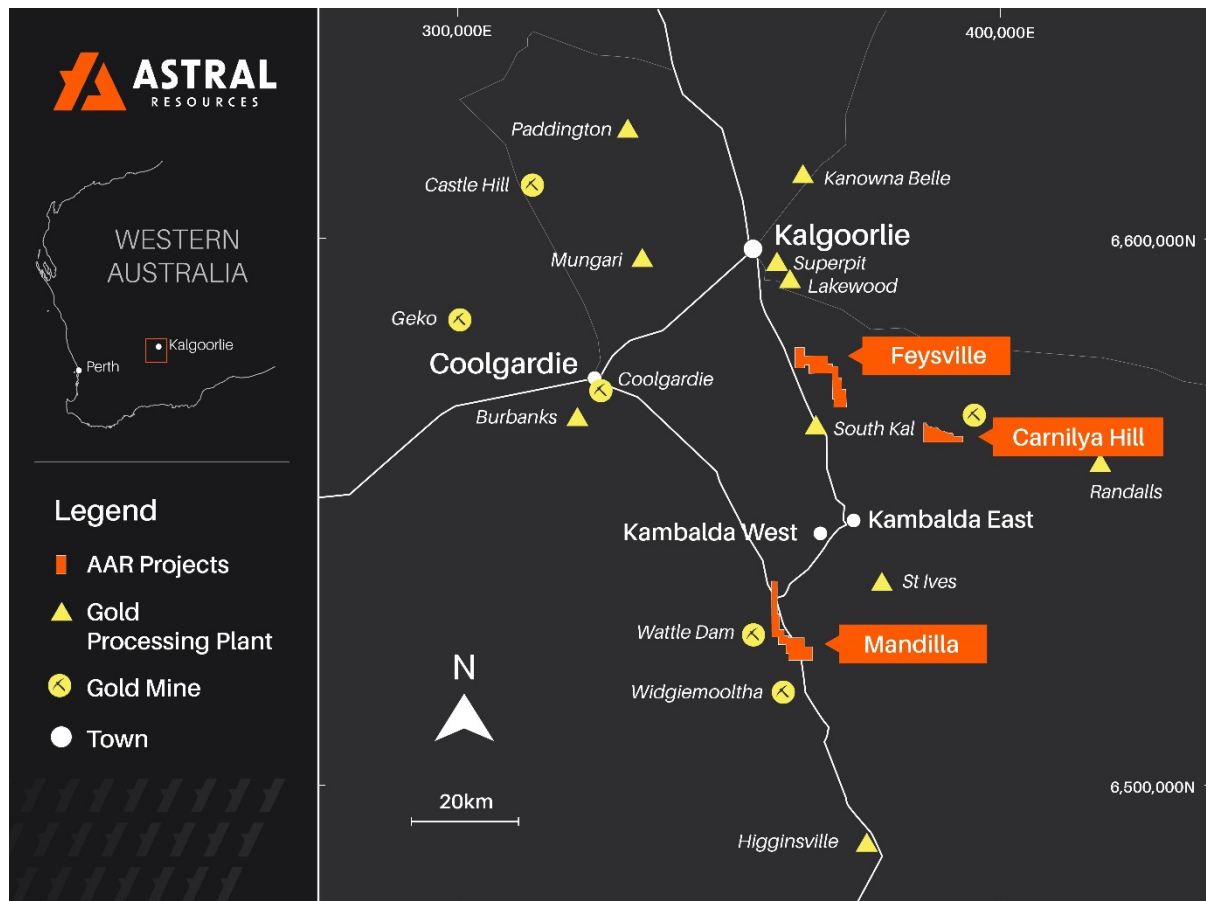 ASTRAL
RESOURCES
WESTERN
AUSTRALIA
Kalgoorlie
Perth
Legend
AAR Projects
Gold
Processing Plant
Gold Mine
Town
300,000E
400,000E
Paddington
Castle Hill
Kanowna Belle
Kalgoorlie
6,600,000N
Mungari
Superpit
Lakewood
Geko
Feysville
Coolgardie
Coolgardie
Burbanks
South Kal
Carnilya Hill
Randalls
Kambalda West
Kambalda East
St Ives
Wattle Dam
Mandilla
N
Widgiemooltha
20km
6,500,000N
Higginsville